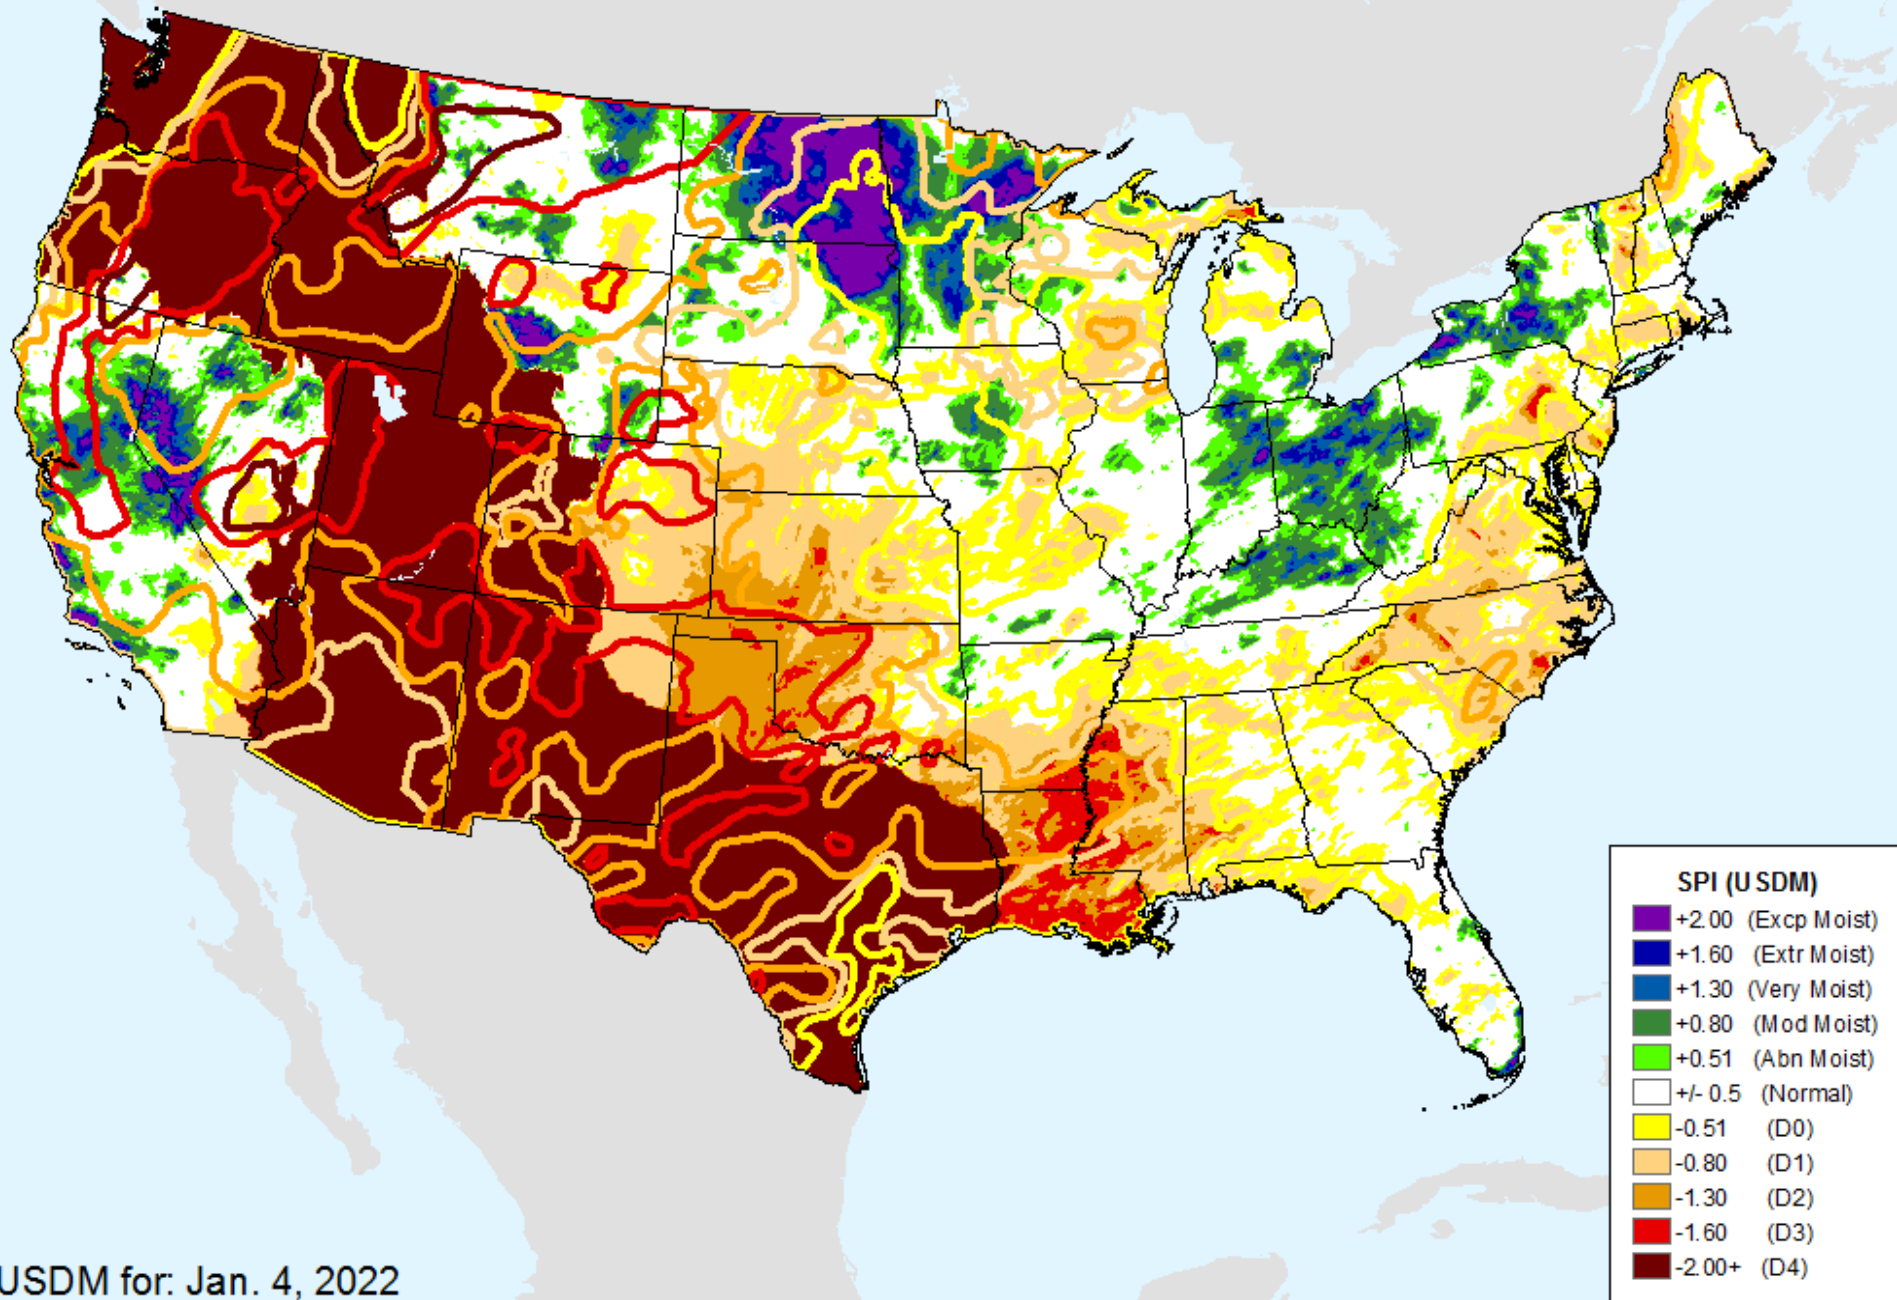 SPI (USDM)
+2.00 (Excp Moist)
+1.60 (Extr Moist)
+1.30 (Very Moist)
+0.80 (Mod Moist)
+0.51 (Abn Moist)
+/- 0.5 (Normal)
-0.51 (D0)
-0.80 (D1)
-1.30 (D2)
-1.60 (D3)
-2.00+ (D4)
USDM for: Jan. 4, 2022